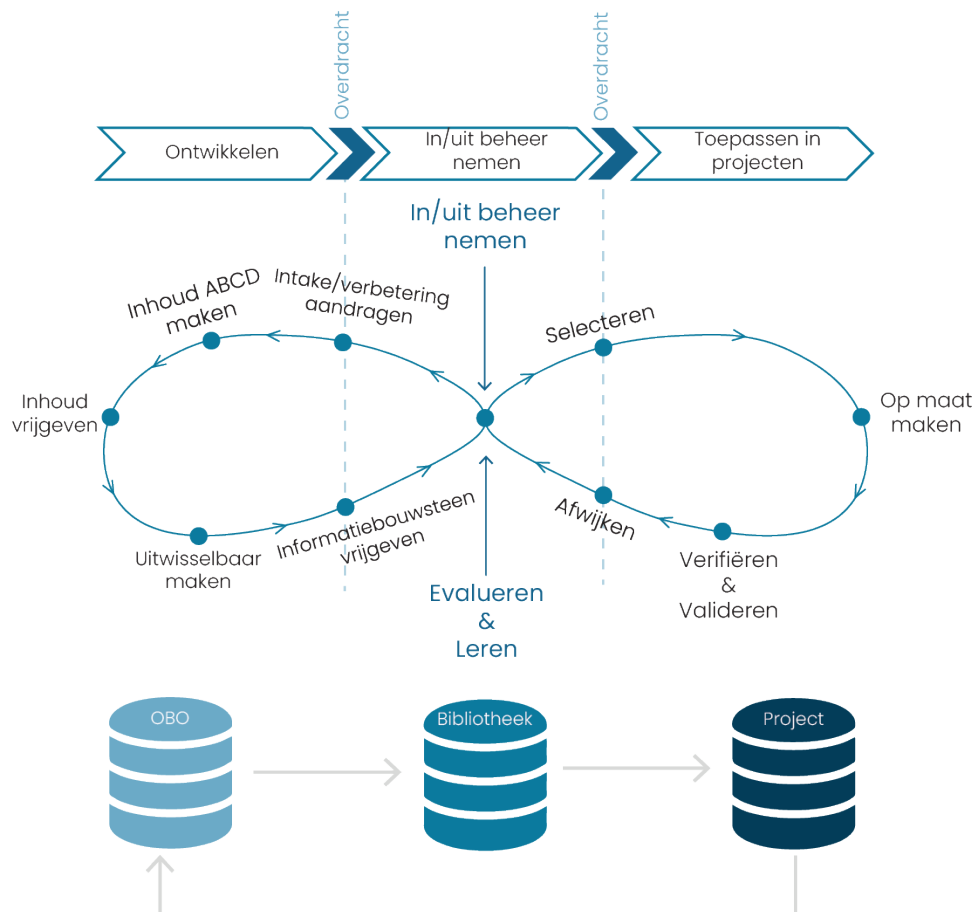 Overdracht
Overdracht
Ontwikkelen
In/uit beheer
nemen
Toepassen in
projecten
In/uit beheer
nemen
Inhoud ABCD
maken
Intake/verbetering
aandragen
Selecteren
Inhoud
vrijgeven
Op maat
maken
Uitwisselbaar
maken
Informatiebouwsteen
vrijgeven
Afwijken
Verifiëren
&
Valideren
Evalueren
&
Leren
OBO
Bibliotheek
Project